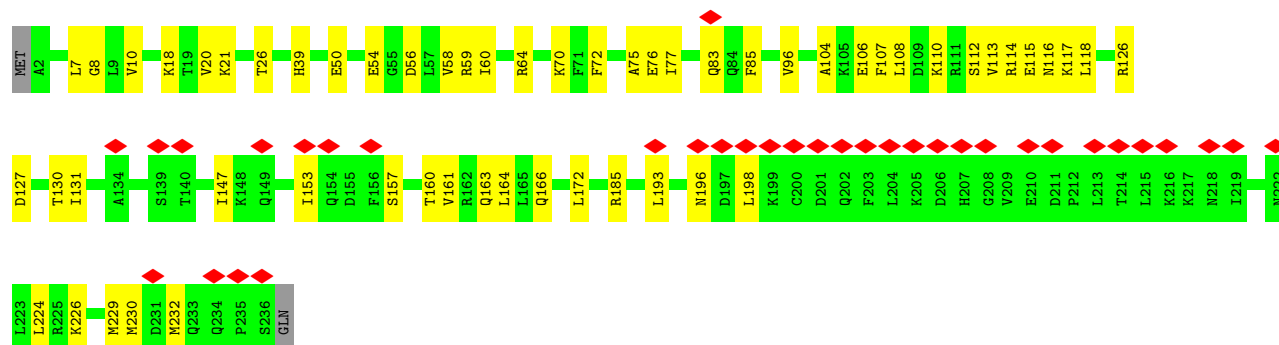 MET A2 L7 G8 L9 V10 K18 T19 V20 K21 T26 H39 E50 E54 G55 D56 L57 V58 R59 I60 R64 K70 F71 F72 A75 E76 I77 Q83 Q84 F85 V96 A104 K105 E106 F107 L108 D109 K110 R111 S112 V113 R114 E115 N116 K117 L118 R126
D127 T130 I131 A134 S139 T140 I147 K148 Q149 I153 Q154 D155 F156 S157 T160 V161 R162 Q163 L164 L165 Q166 L172 R185 L193 N196 D197 L198 K199 C200 D201 Q202 F203 L204 K205 D206 H207 G208 V209 E210 D211 P212 L213 T214 L215 K216 K217 N218 I219
L223 L224 R225 K226 M229 M230 D231 M232 Q233 Q234 P235 S236 GLN